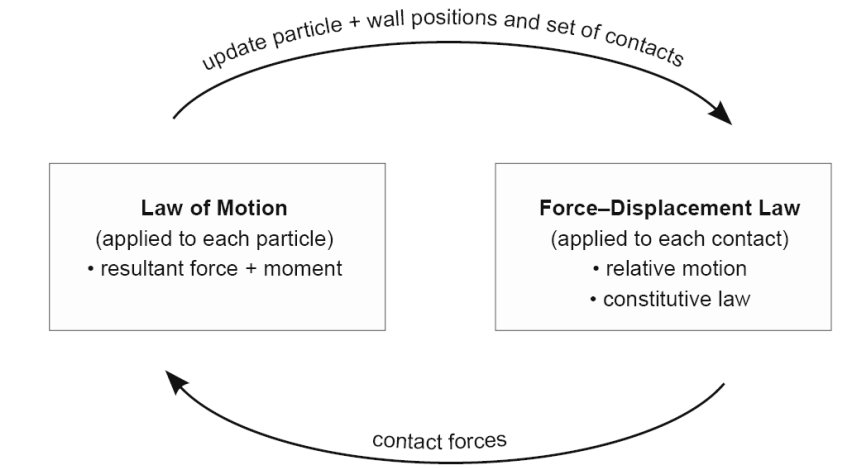 update particle + wall positions and set of contacts
Law of Motion
(applied to each particle)
• resultant force + moment
Force–Displacement Law
(applied to each contact)
• relative motion
• constitutive law
contact forces